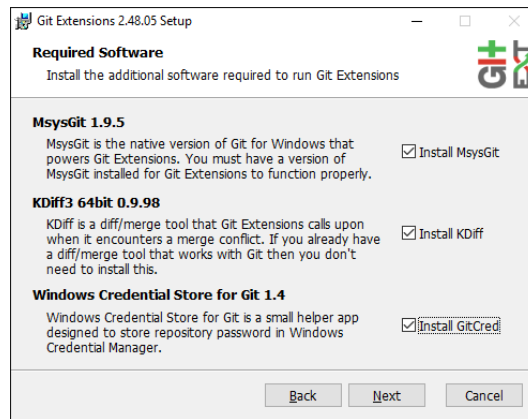 Git Extensions 2.48.05 Setup
Required Software
Install the additional software required to run Git Extensions
Git
EXT
MsysGit 1.9.5
MsysGit is the native version of Git for Windows that
powers Git Extensions. You must have a version of
MsysGit installed for Git Extensions to function properly.
Install MsysGit
KDiff3 64bit 0.9.98
KDiff is a diff/merge tool that Git Extensions calls upon
when it encounters a merge conflict. If you already have
a diff/merge tool that works with Git then you don't
need to install this.
Install KDiff
Windows Credential Store for Git 1.4
Windows Credential Store for Git is a small helper app
designed to store repository password in Windows
Credential Manager.
Install GitCred
Back Next Cancel